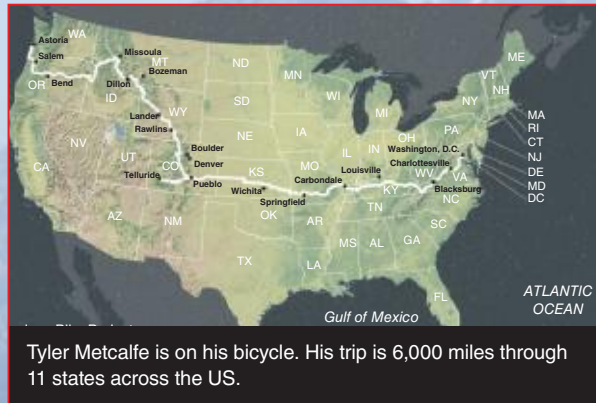 WA
Astoria
Salem
OR
Bend
Missoula
MT
Bozeman
Dillon
ID
ND
MN
ME
VT
NH
NY
WI
MI
SD
WY
Lander
Rawlins
MA
RI
CT
NJ
DE
MD
DC
PA
IA
NE
OH
IN
IL
Washington, D.C.
Charlottesville
WV
VA
Blacksburg
NV
UT
CA
Boulder
Denver
CO
Telluride
Pueblo
KS
MO
Wichita
Springfield
Carbondale
Louisville
KY
NC
TN
SC
OK
AR
AZ
NM
MS
AL
GA
TX
LA
FL
ATLANTIC
OCEAN
Gulf of Mexico
Tyler Metcalfe is on his bicycle. His trip is 6,000 miles through
11 states across the US.